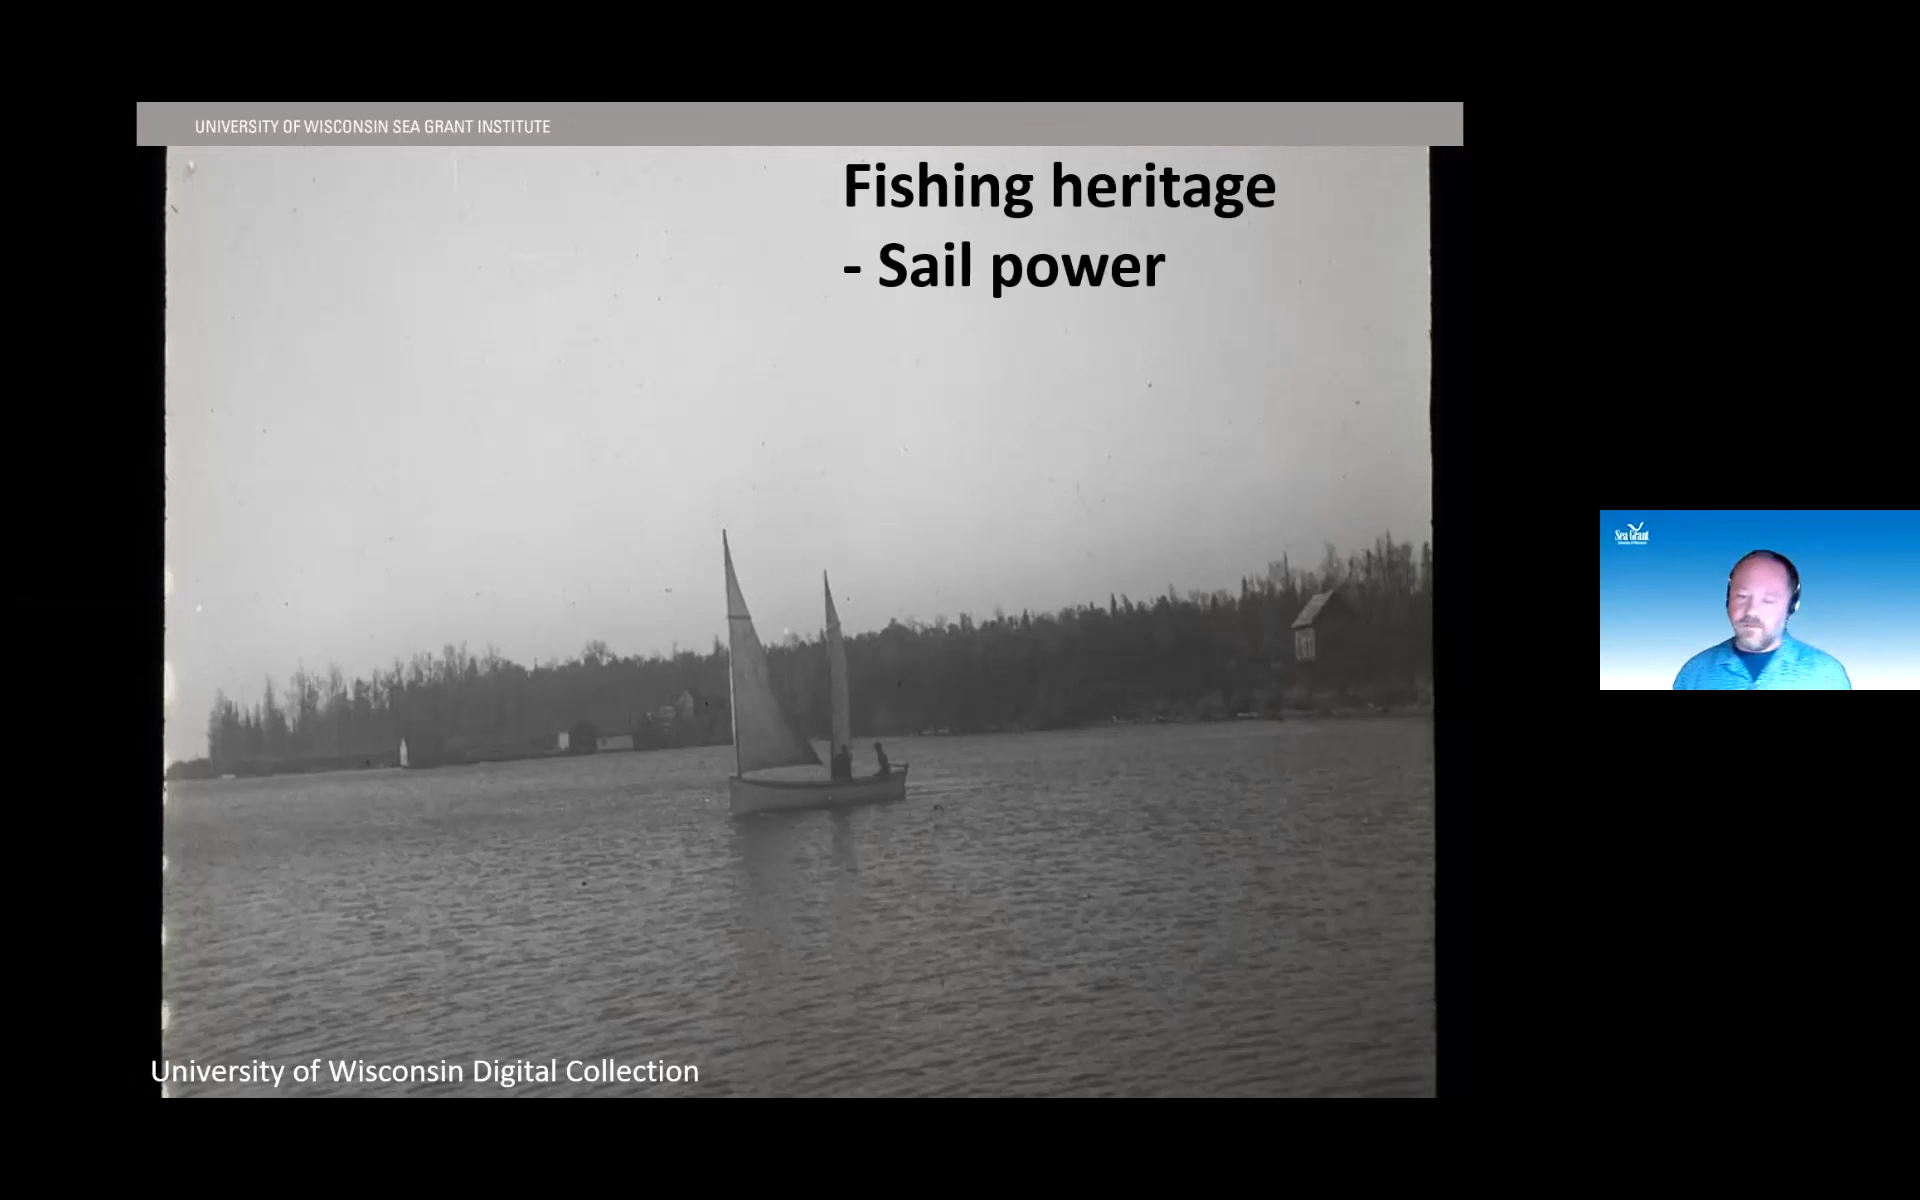 UNIVERSITY OF WISCONSIN SEA GRANT INSTITUTE
Fishing heritage
- Sail power
University of Wisconsin Digital Collection
Sea Grant